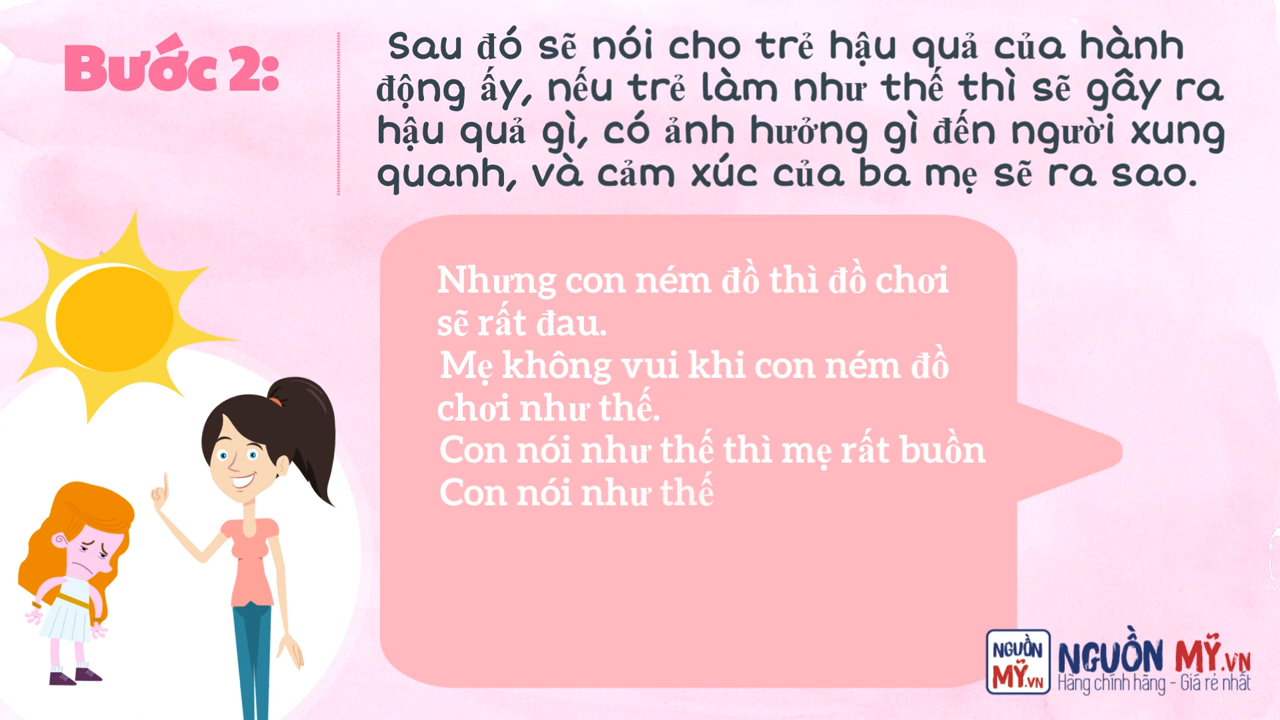 Bước 2:
Sau đó sẽ nói cho trẻ hậu quả của hành
động ấy, nếu trẻ làm như thế thì sẽ gây ra
hậu quả gì, có ảnh hưởng gì đến người xung
quanh, và cảm xúc của ba mẹ sẽ ra sao.
Nhưng con ném đồ thì đồ chơi
sẽ rất đau.
Mẹ không vui khi con ném đồ
chơi như thế.
Con nói như thế thì mẹ rất buồn
Con nói như thế
NGUỒN
MỸ.VN
NGUỒN MỸ.VN
Hàng chính hãng - Giá rẻ nhất